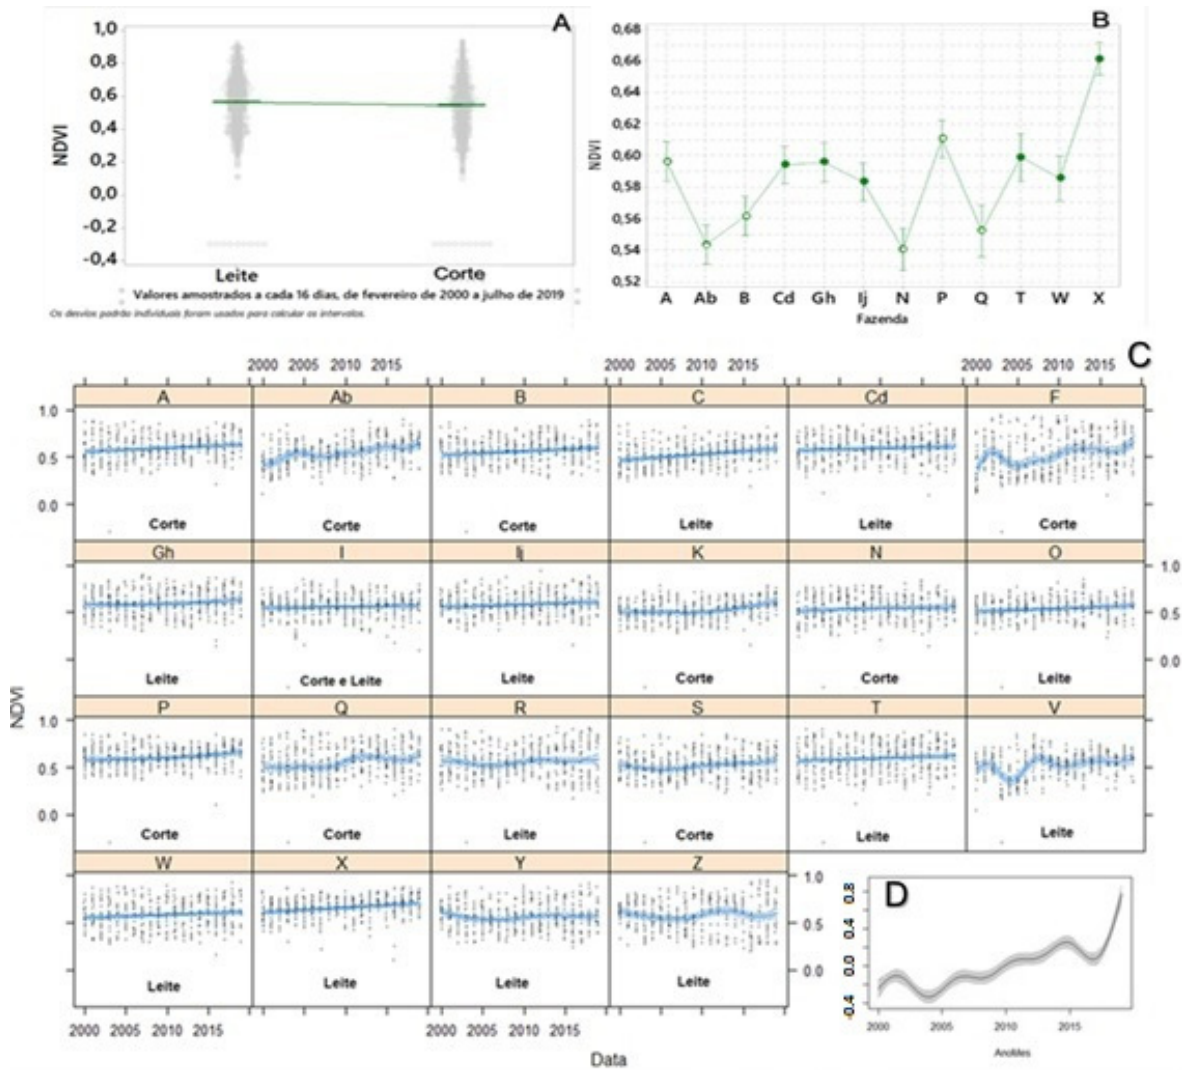 A
1,0
0,8
0,6
0,4
0,2
0,0
-0,2
-0,4
NDVI
Leite Corte
Valores amostrados a cada 16 dias, de fevereiro de 2000 a julho de 2019
Os desvios padrão individuais foram usados para calcular os intervalos.
B
0,68
0,66
0,64
0,62
0,60
0,58
0,56
0,54
0,52
NDVI
A Ab B Cd Gh Ij N P Q T W X
Fazenda
C
2000 2005 2010 2015 2000 2005 2010 2015 2000 2005 2010 2015
A Ab B C Cd F
1.0
0.5
0.0
Corte Corte Corte Leite Leite Corte
Gh I Ij K N O
1.0
0.5
0.0
Leite Corte e Leite Leite Corte Corte Leite
NDVI
P Q R S T V
1.0
0.5
0.0
Corte Corte Leite Corte Leite Leite
W X Y Z
1.0
0.5
0.0
Leite Leite Leite Leite
2000 2005 2010 2015 2000 2005 2010 2015
Data
D
0.8
0.4
0.0
-0.4
2000 2005 2010 2015
AnoMes